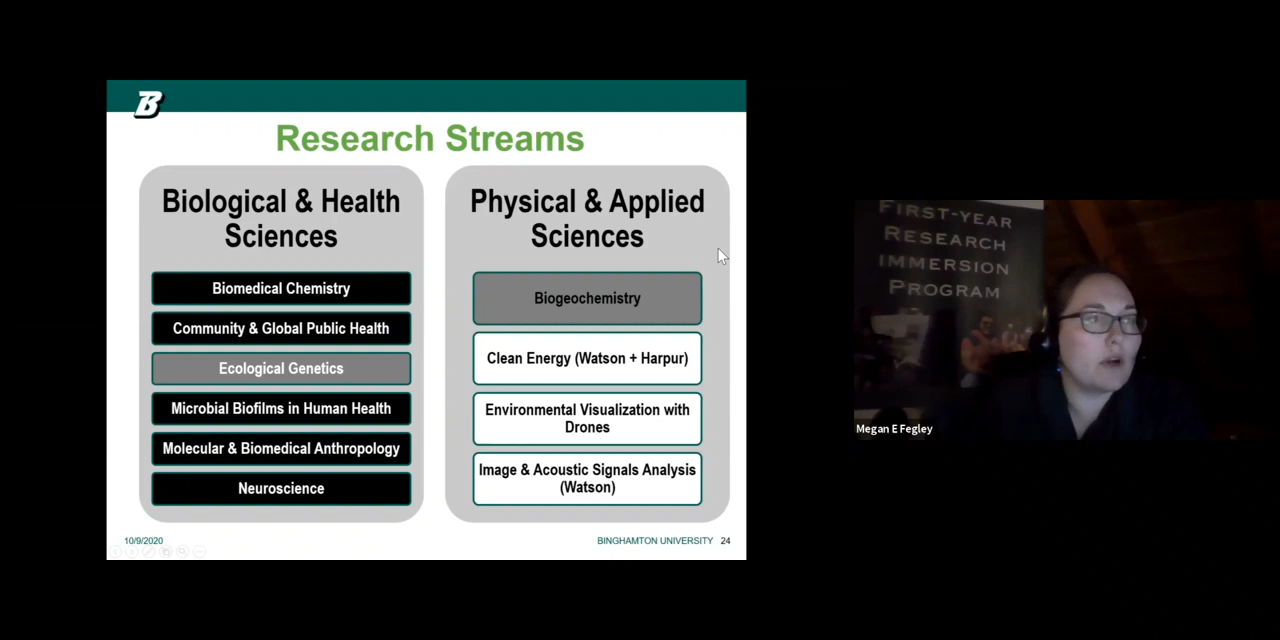 B
Research Streams
Biological & Health
Sciences
Biomedical Chemistry
Community & Global Public Health
Ecological Genetics
Microbial Biofilms in Human Health
Molecular & Biomedical Anthropology
Neuroscience
Physical & Applied
Sciences
Biogeochemistry
Clean Energy (Watson + Harpur)
Environmental Visualization with
Drones
Image & Acoustic Signals Analysis
(Watson)
10/9/2020
BINGHAMTON UNIVERSITY 24
FIRST-YEAR
RESEARCH
IMMERSION
PROGRAM
Megan E Fegley